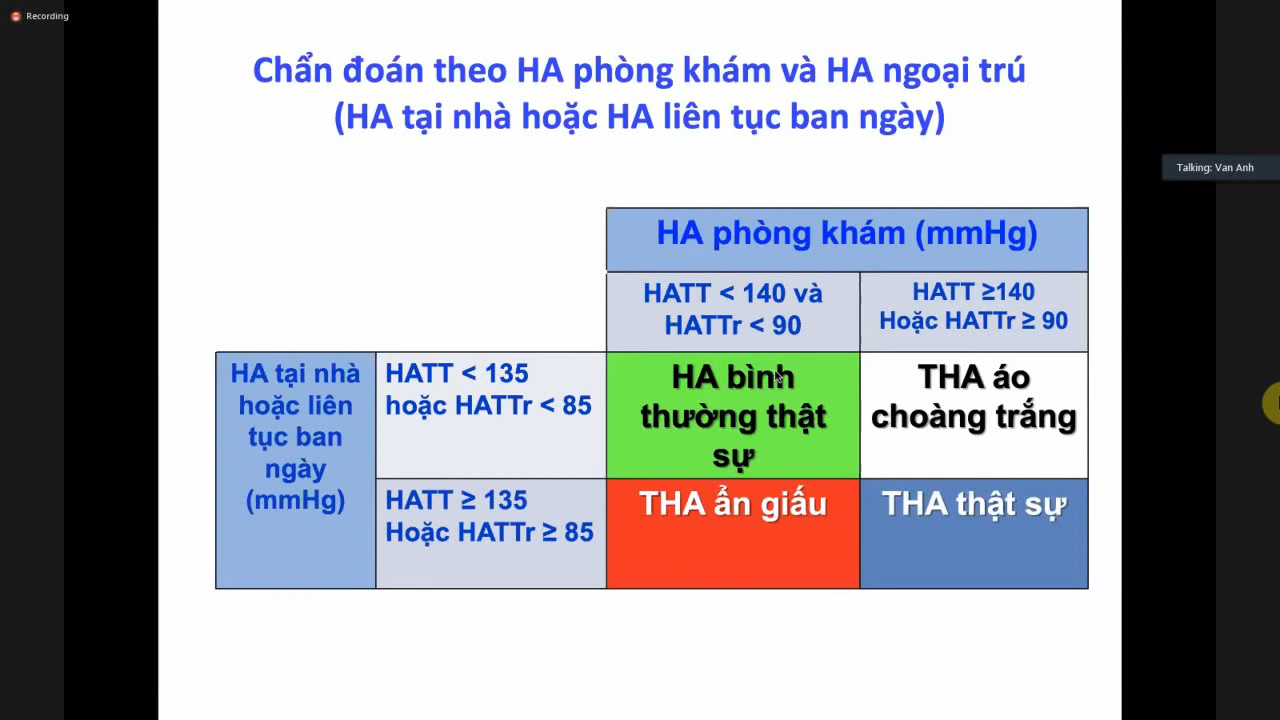 Recording
Chẩn đoán theo HA phòng khám và HA ngoại trú
(HA tại nhà hoặc HA liên tục ban ngày)
Talking: Van Anh
HA phòng khám (mmHg)
HATT < 140 và
HATTr < 90
HATT ≥140
Hoặc HATTr ≥ 90
HA tại nhà
hoặc liên
tục ban
ngày
(mmHg)
HATT < 135
hoặc HATTr < 85
HA bình
thường thật
sự
THA áo
choàng trắng
HATT ≥ 135
Hoặc HATTr ≥ 85
THA ẩn giấu
THA thật sự